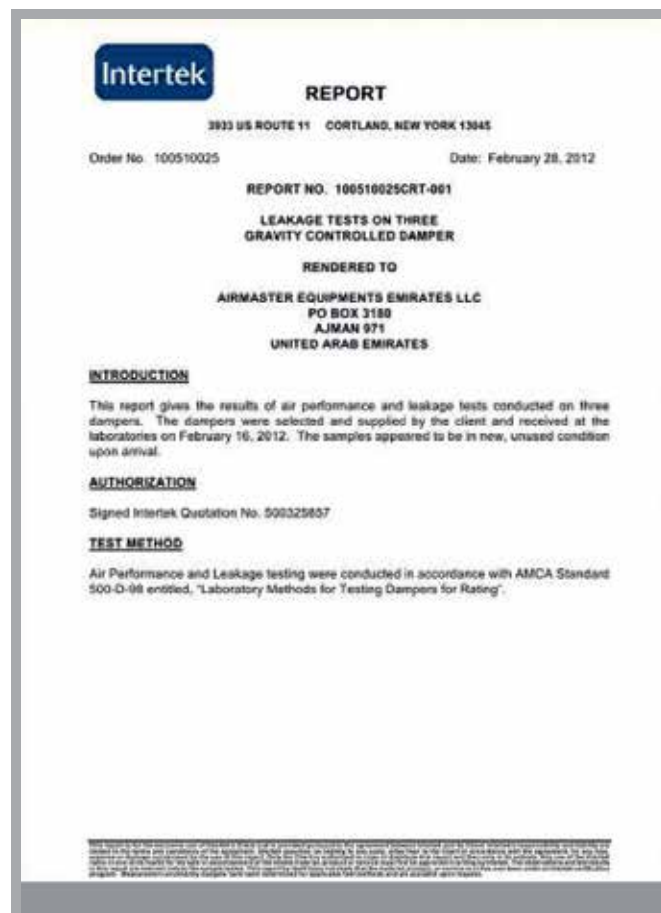 Intertek
REPORT
3933 US ROUTE 11 CORTLAND, NEW YORK 13045
Order No. 100510025 Date: February 28, 2012
REPORT NO. 100510025CRT-001
LEAKAGE TESTS ON THREE
GRAVITY CONTROLLED DAMPER
RENDERED TO
AIRMASTER EQUIPMENTS EMIRATES LLC
PO BOX 3180
AJMAN 971
UNITED ARAB EMIRATES
INTRODUCTION
This report gives the results of air performance and leakage tests conducted on three
dampers. The dampers were selected and supplied by the client and received at the
laboratories on February 16, 2012. The samples appeared to be in new, unused condition
upon arrival.
AUTHORIZATION
Signed Intertek Quotation No. 500325857
TEST METHOD
Air Performance and Leakage testing were conducted in accordance with AMCA Standard
500-D-98 entitled, "Laboratory Methods for Testing Dampers for Rating".